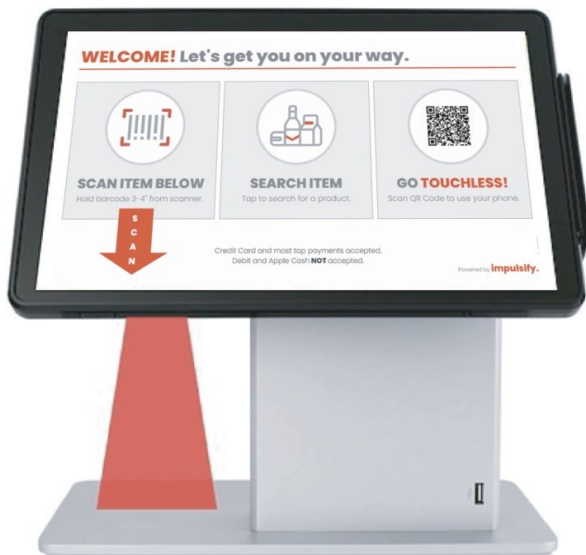 WELCOME! Let's get you on your way.
SCAN ITEM BELOW
Hold barcode 3-4" from scanner.
SEARCH ITEM
Tap to search for a product.
GO TOUCHLESS!
Scan QR Code to use your phone.
SCAN
Credit Card and most tap payments accepted.
Debit and Apple Cash NOT accepted.
Powered by impulsify.